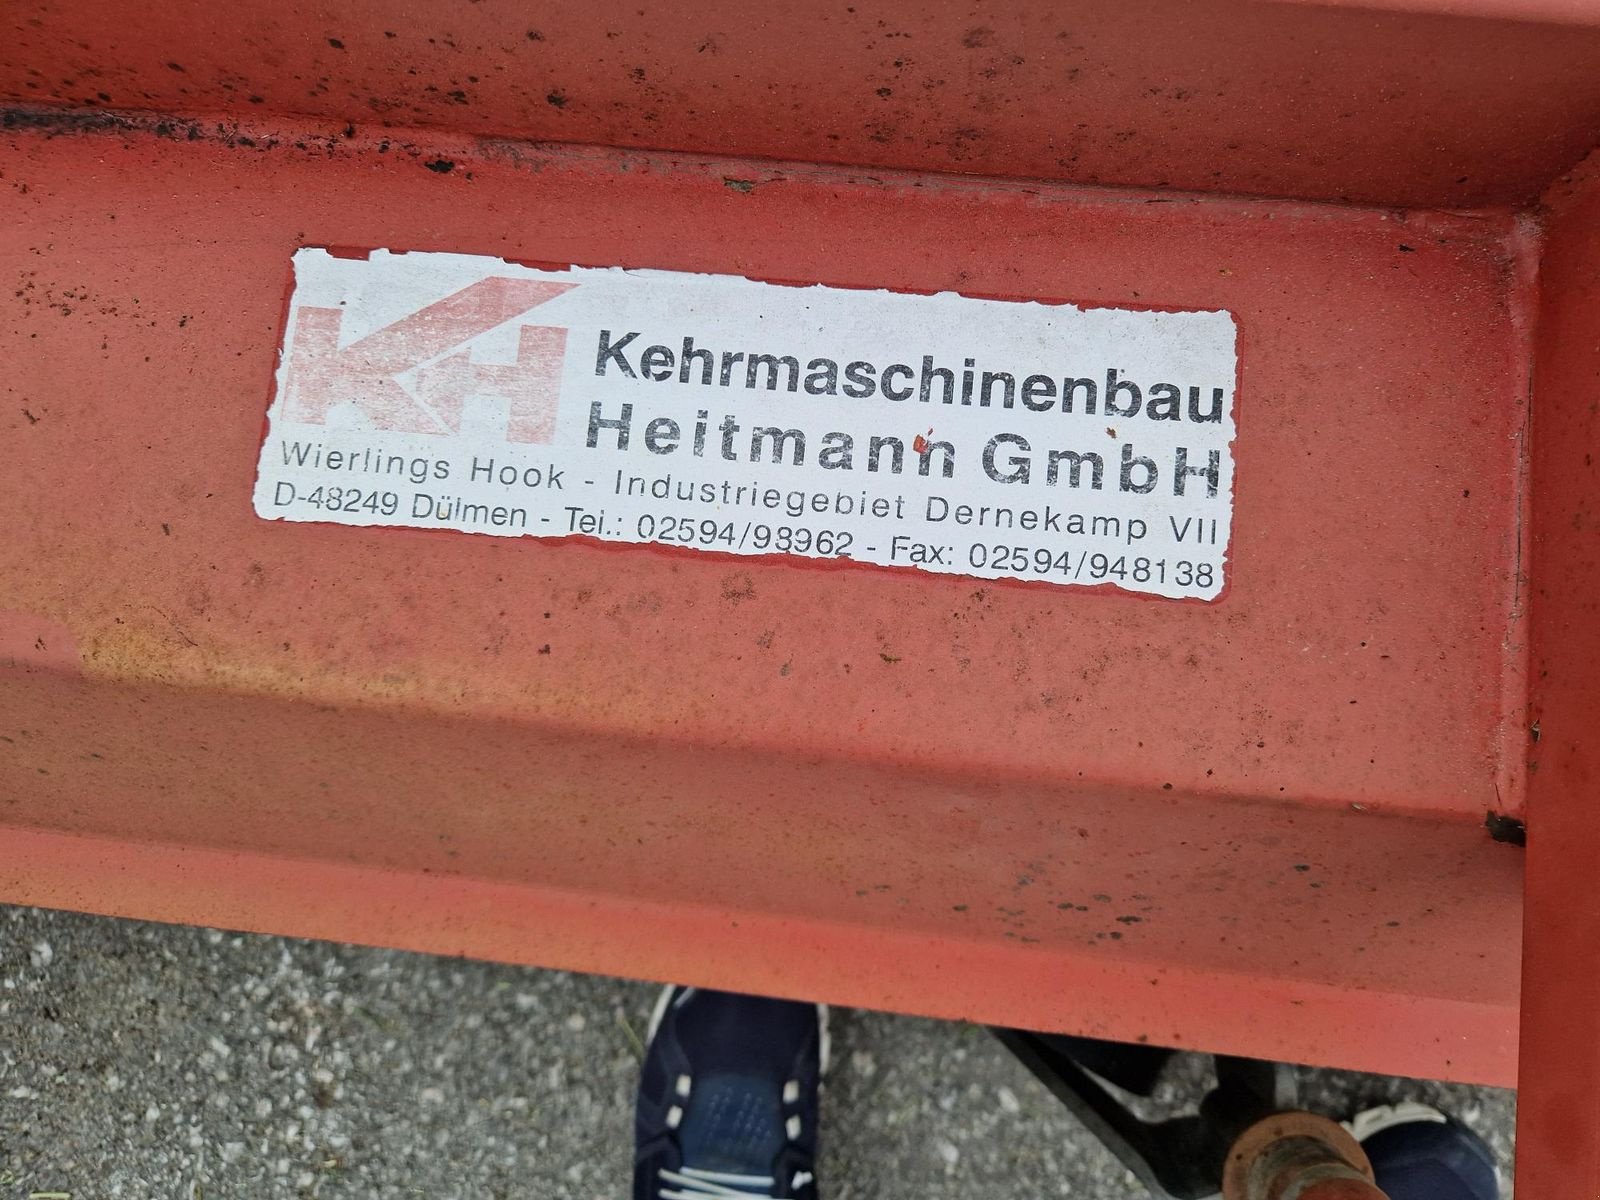 KH
Kehrmaschinenbau
Heitmann GmbH
Wierlings Hook - Industriegebiet Dernekamp VII
D-48249 Dülmen - Tel.: 02594/98962 - Fax: 02594/948138